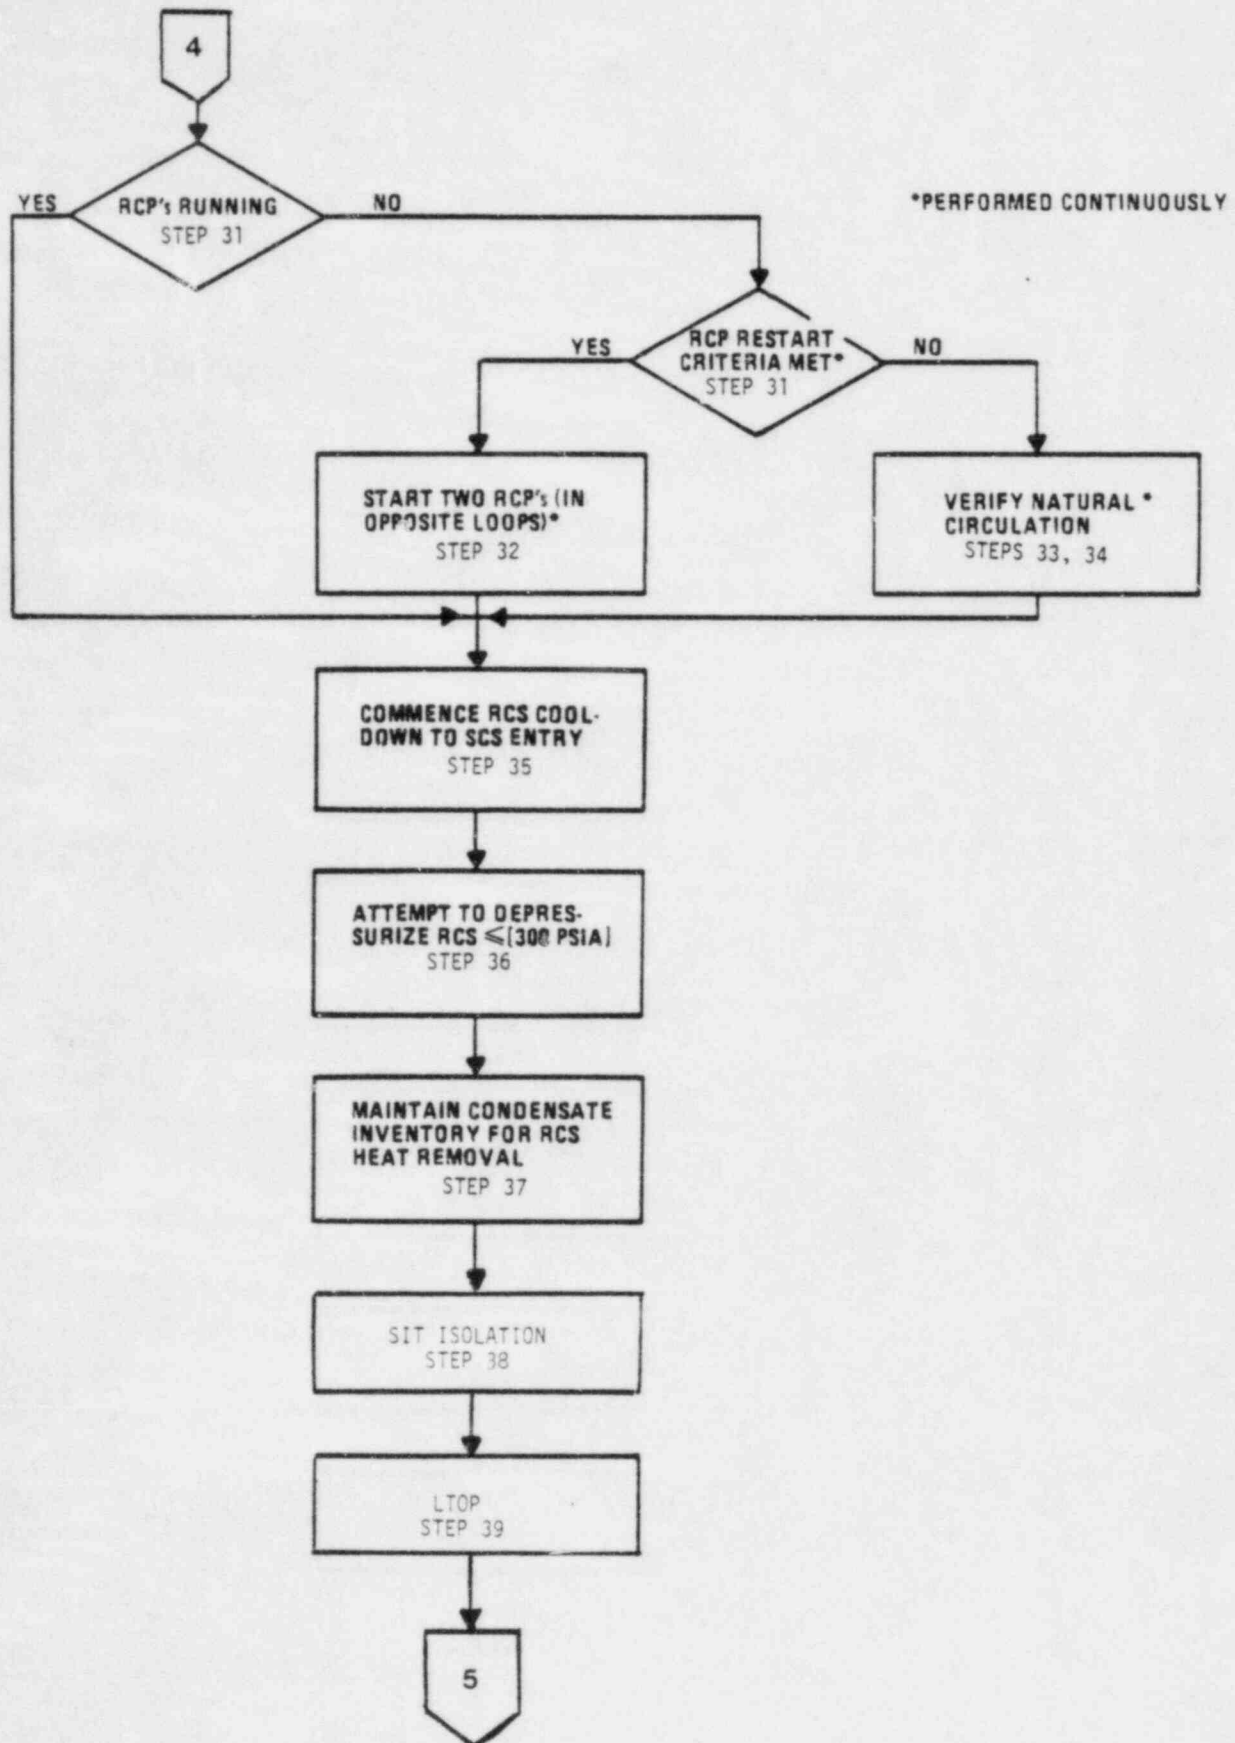 4
YES
RCP's RUNNING
STEP 31
NO
*PERFORMED CONTINUOUSLY
YES
RCP RESTART
CRITERIA MET*
STEP 31
NO
START TWO RCP's (IN
OPPOSITE LOOPS)*
STEP 32
VERIFY NATURAL *
CIRCULATION
STEPS 33, 34
COMMENCE RCS COOL-
DOWN TO SCS ENTRY
STEP 35
ATTEMPT TO DEPRES-
SURIZE RCS ≤[300 PSIA]
STEP 36
MAINTAIN CONDENSATE
INVENTORY FOR RCS
HEAT REMOVAL
STEP 37
SIT ISOLATION
STEP 38
LTOP
STEP 39
5